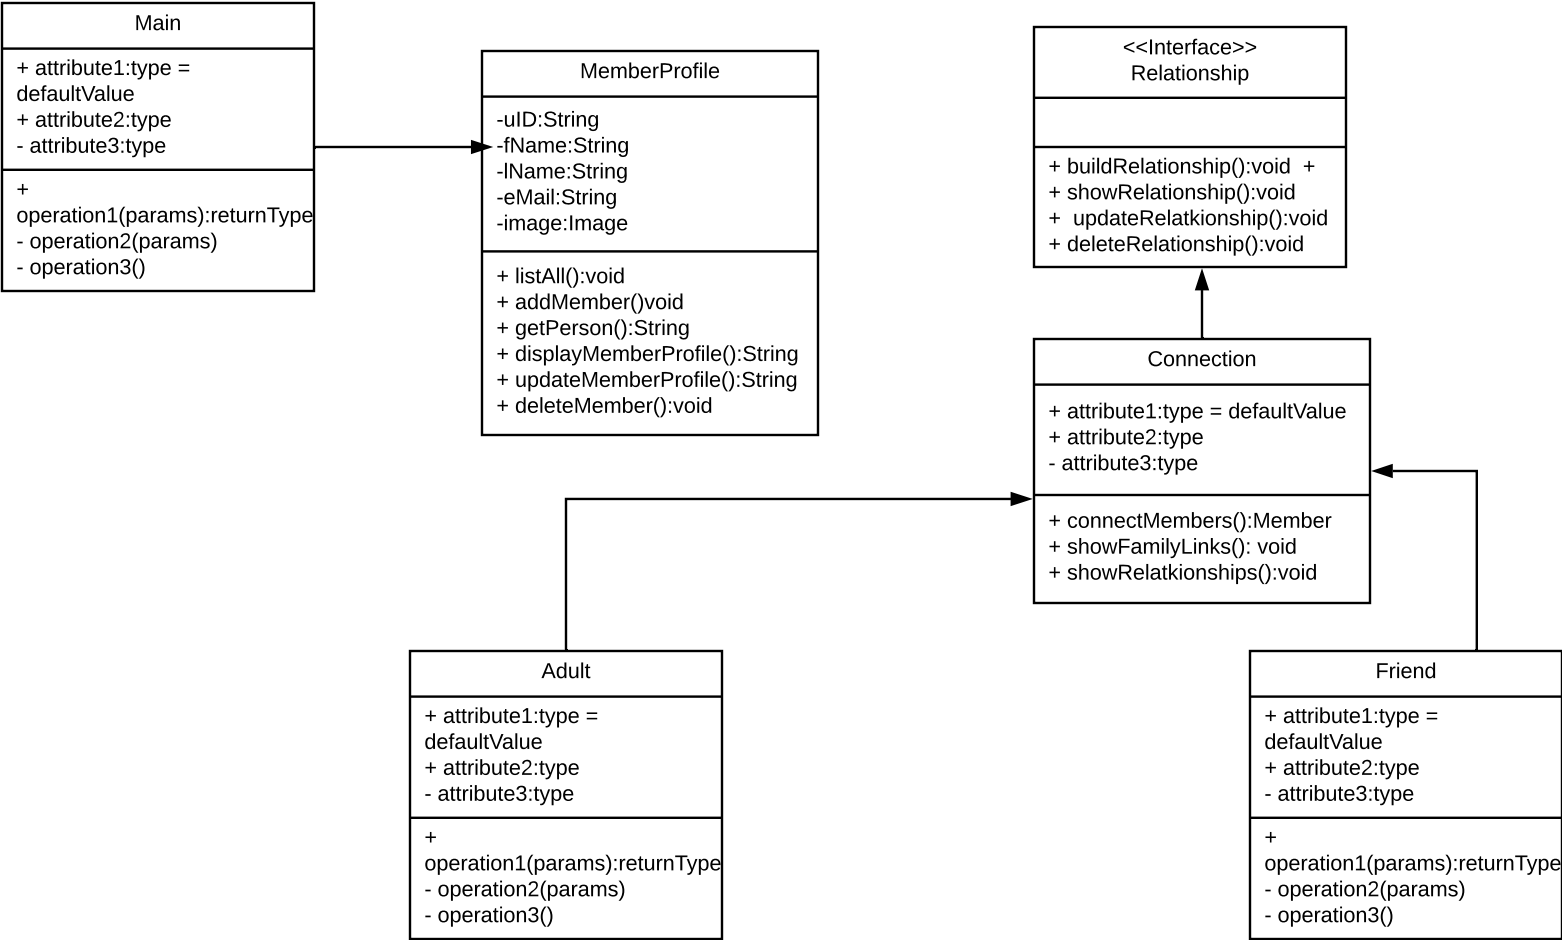 Main
+ attribute1:type =
defaultValue
+ attribute2:type
- attribute3:type
+
operation1(params):returnType
- operation2(params)
- operation3()
MemberProfile
-uID:String
-fName:String
-lName:String
-eMail:String
-image:Image
+ listAll():void
+ addMember()void
+ getPerson():String
+ displayMemberProfile():String
+ updateMemberProfile():String
+ deleteMember():void
<<Interface>>
Relationship
+ buildRelationship():void  +
+ showRelationship():void
+  updateRelatkionship():void
+ deleteRelationship():void
Connection
+ attribute1:type = defaultValue
+ attribute2:type
- attribute3:type
+ connectMembers():Member
+ showFamilyLinks(): void
+ showRelatkionships():void
Adult
+ attribute1:type =
defaultValue
+ attribute2:type
- attribute3:type
+
operation1(params):returnType
- operation2(params)
- operation3()
Friend
+ attribute1:type =
defaultValue
+ attribute2:type
- attribute3:type
+
operation1(params):returnType
- operation2(params)
- operation3()